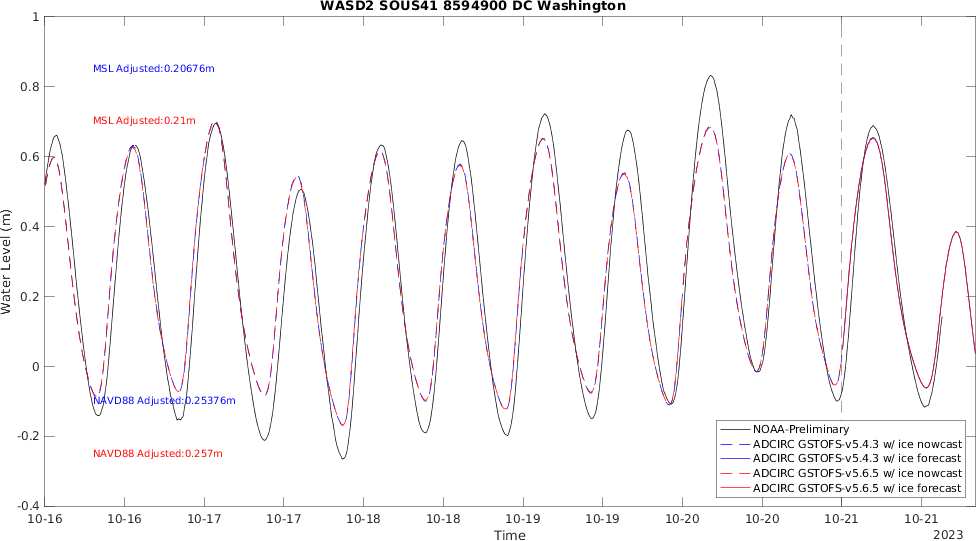 WASD2 SOUS41 8594900 DC Washington
1
0.8
0.6
0.4
0.2
0
-0.2
-0.4
Water Level (m)
MSL Adjusted:0.20676m
MSL Adjusted:0.21m
NAVD88 Adjusted:0.25376m
NAVD88 Adjusted:0.257m
NOAA-Preliminary
ADCIRC GSTOFS-v5.4.3 w/ ice nowcast
ADCIRC GSTOFS-v5.4.3 w/ ice forecast
ADCIRC GSTOFS-v5.6.5 w/ ice nowcast
ADCIRC GSTOFS-v5.6.5 w/ ice forecast
10-16 10-16 10-17 10-17 10-18 10-18 10-19 10-19 10-20 10-20 10-21 10-21
Time
2023